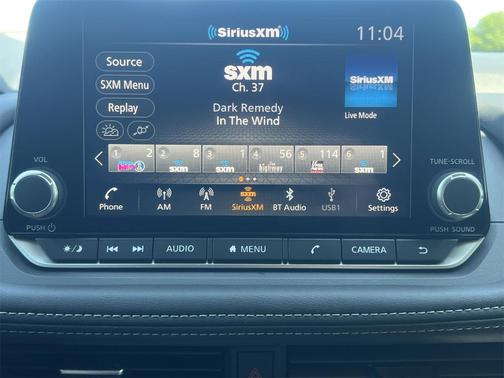 SiriusXM
11:04
Source
SXM Menu
Replay
sxm
Ch. 37
Dark Remedy
In The Wind
SiriusXM
Live Mode
VOL
TUNE·SCROLL
1 2
2 8 sxm
3 1 sxm
4 56 highway
5 114
6 1 sxm
Phone
AM
FM
SiriusXM
BT Audio
USB1
Settings
PUSH
PUSH SOUND
AUDIO
MENU
CAMERA